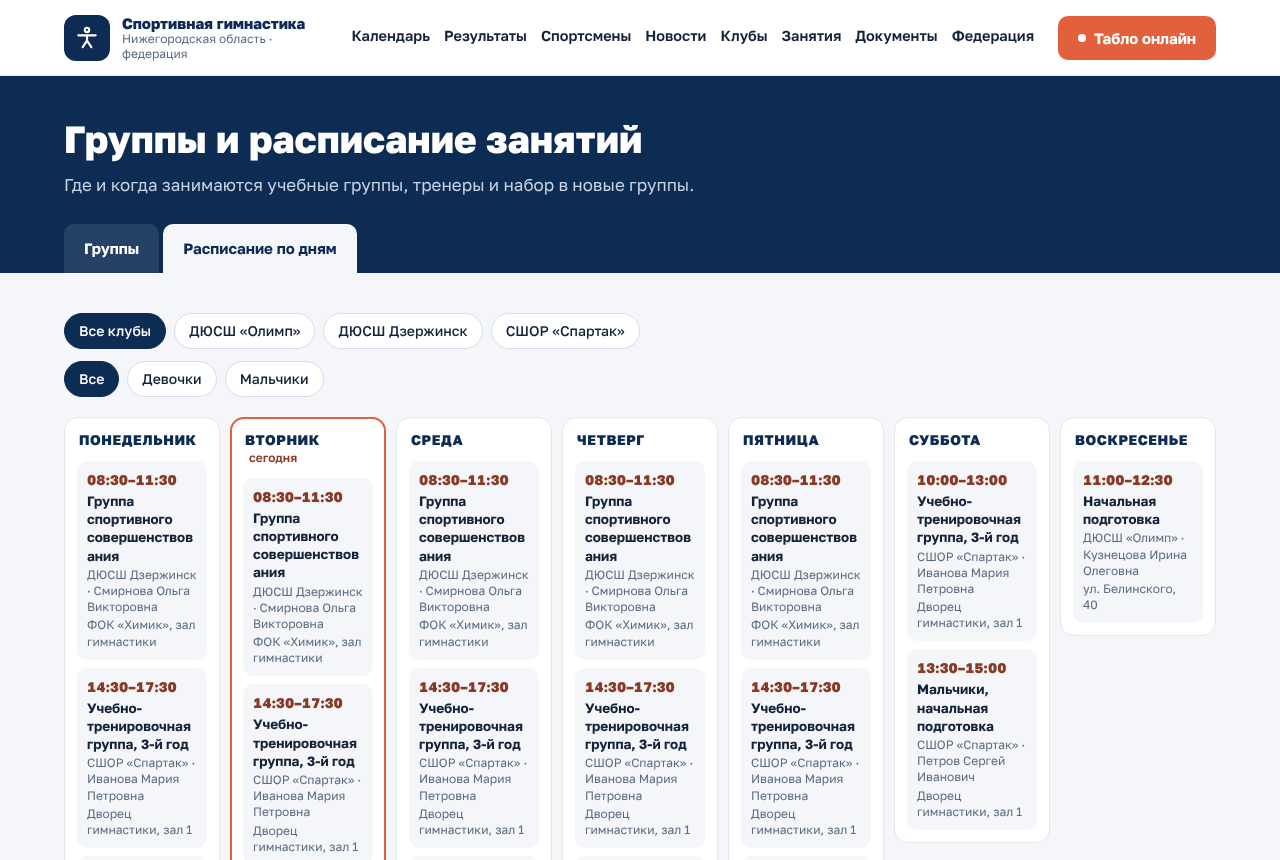 Спортивная гимнастика
Нижегородская область ·
федерация
Календарь Результаты Спортсмены Новости Клубы Занятия Документы Федерация
Табло онлайн
Группы и расписание занятий
Где и когда занимаются учебные группы, тренеры и набор в новые группы.
Группы
Расписание по дням
Все клубы
ДЮСШ «Олимп»
ДЮСШ Дзержинск
СШОР «Спартак»
Все
Девочки
Мальчики
ПОНЕДЕЛЬНИК
08:30–11:30
Группа
спортивного
совершенствов
ания
ДЮСШ Дзержинск
· Смирнова Ольга
Викторовна
ФОК «Химик», зал
гимнастики
14:30–17:30
Учебно-
тренировочная
группа, 3-й год
СШОР «Спартак» ·
Иванова Мария
Петровна
Дворец
гимнастики, зал 1
ВТОРНИК
сегодня
08:30–11:30
Группа
спортивного
совершенствов
ания
ДЮСШ Дзержинск
· Смирнова Ольга
Викторовна
ФОК «Химик», зал
гимнастики
14:30–17:30
Учебно-
тренировочная
группа, 3-й год
СШОР «Спартак» ·
Иванова Мария
Петровна
Дворец
гимнастики, зал 1
СРЕДА
08:30–11:30
Группа
спортивного
совершенствов
ания
ДЮСШ Дзержинск
· Смирнова Ольга
Викторовна
ФОК «Химик», зал
гимнастики
14:30–17:30
Учебно-
тренировочная
группа, 3-й год
СШОР «Спартак» ·
Иванова Мария
Петровна
Дворец
гимнастики, зал 1
ЧЕТВЕРГ
08:30–11:30
Группа
спортивного
совершенствов
ания
ДЮСШ Дзержинск
· Смирнова Ольга
Викторовна
ФОК «Химик», зал
гимнастики
14:30–17:30
Учебно-
тренировочная
группа, 3-й год
СШОР «Спартак» ·
Иванова Мария
Петровна
Дворец
гимнастики, зал 1
ПЯТНИЦА
08:30–11:30
Группа
спортивного
совершенствов
ания
ДЮСШ Дзержинск
· Смирнова Ольга
Викторовна
ФОК «Химик», зал
гимнастики
14:30–17:30
Учебно-
тренировочная
группа, 3-й год
СШОР «Спартак» ·
Иванова Мария
Петровна
Дворец
гимнастики, зал 1
СУББОТА
10:00–13:00
Учебно-
тренировочная
группа, 3-й год
СШОР «Спартак» ·
Иванова Мария
Петровна
Дворец
гимнастики, зал 1
13:30–15:00
Мальчики,
начальная
подготовка
СШОР «Спартак» ·
Петров Сергей
Иванович
Дворец
гимнастики, зал 1
ВОСКРЕСЕНЬЕ
11:00–12:30
Начальная
подготовка
ДЮСШ «Олимп» ·
Кузнецова Ирина
Олеговна
ул. Белинского,
40